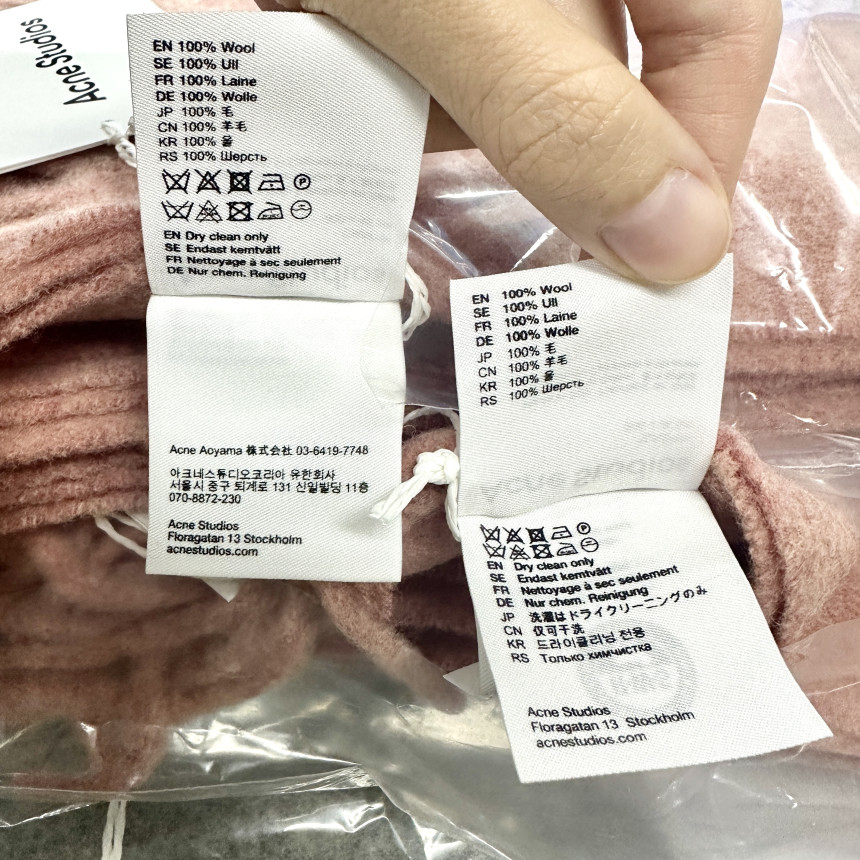 Acne Studios
EN 100% Wool
SE 100% Ull
FR 100% Laine
DE 100% Wolle
JP 100% 毛
CN 100% 羊毛
KR 100% 울
RS 100% Шерсть
EN Dry clean only
SE Endast kemtvätt
FR Nettoyage à sec seulement
DE Nur chem. Reinigung
Acne Aoyama 株式会社 03-6419-7748
아크네스튜디오코리아 유한회사
서울시 중구 퇴계로 131 신일빌딩 11층
070-8872-230
Acne Studios
Floragatan 13 Stockholm
acnestudios.com
EN 100% Wool
SE 100% Ull
FR 100% Laine
DE 100% Wolle
JP 100% 毛
CN 100% 羊毛
KR 100% 울
RS 100% Шерсть
EN Dry clean only
SE Endast kemtvätt
FR Nettoyage à sec seulement
DE Nur chem. Reinigung
JP 洗濯はドライクリーニングのみ
CN 仅可干洗
KR 드라이클리닝 전용
RS Только химчистка
Acne Studios
Floragatan 13 Stockholm
acnestudios.com